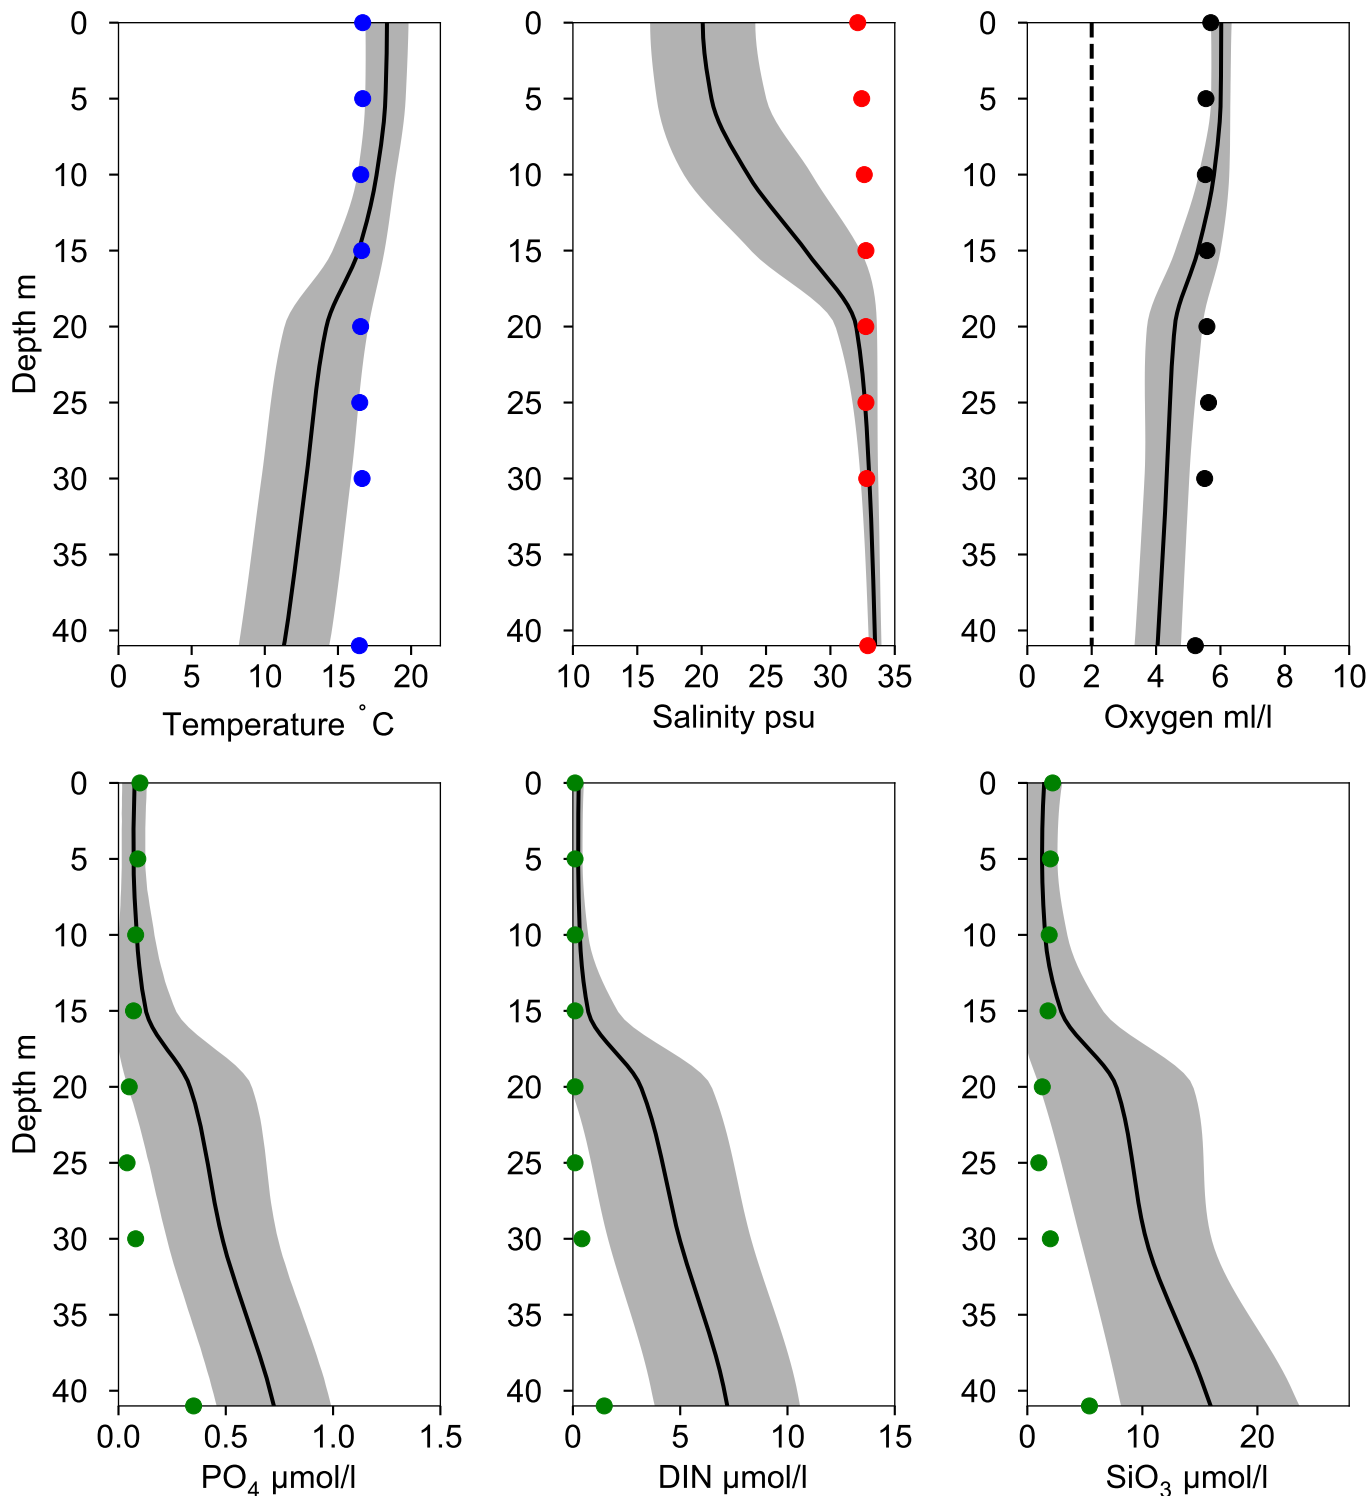 0 0 0
5 5 5
10 10 10
15 15 15
20 20 20
25 25 25
30 30 30
35 35 35
40 40 40
Depth m
0 5 10 15 20 10 15 20 25 30 35 0 2 4 6 8 10
Temperature °C Salinity psu Oxygen ml/l
0 0 0
5 5 5
10 10 10
15 15 15
20 20 20
25 25 25
30 30 30
35 35 35
40 40 40
Depth m
0.0 0.5 1.0 1.5 0 5 10 15 0 10 20
PO4 µmol/l DIN µmol/l SiO3 µmol/l